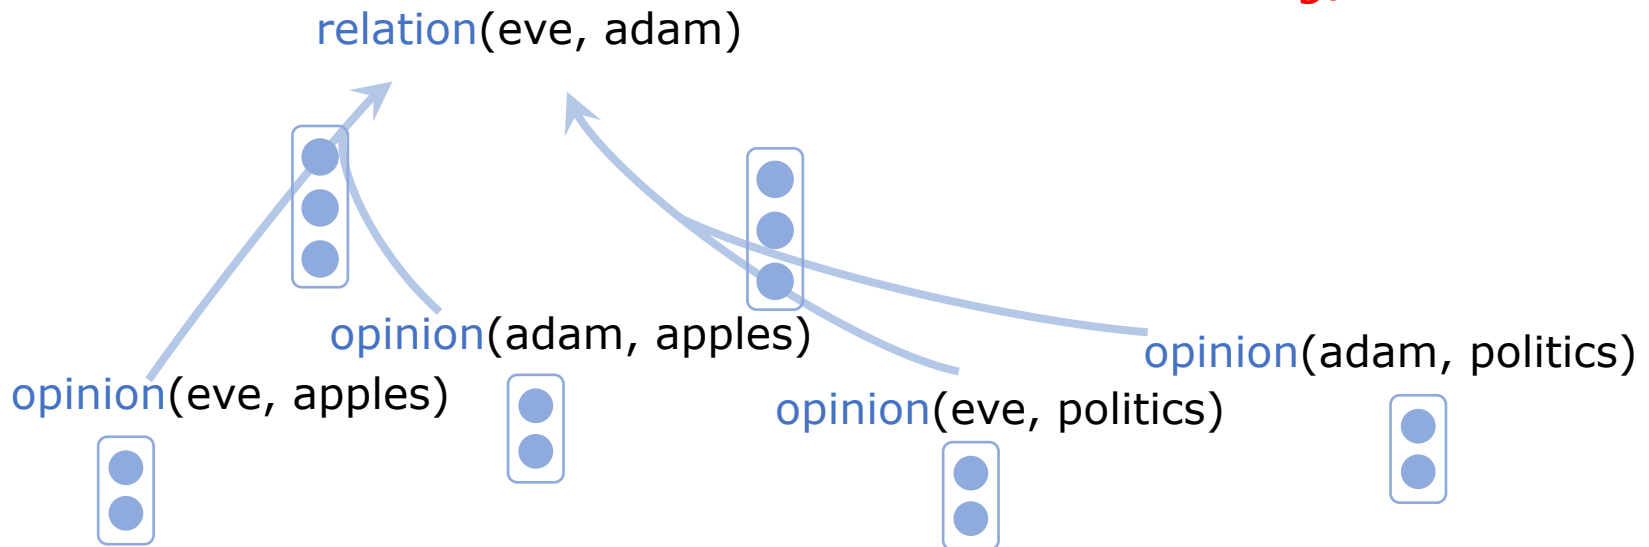 relation(eve, adam)
opinion(adam, apples)
opinion(adam, politics)
opinion(eve, apples)
opinion(eve, politics)